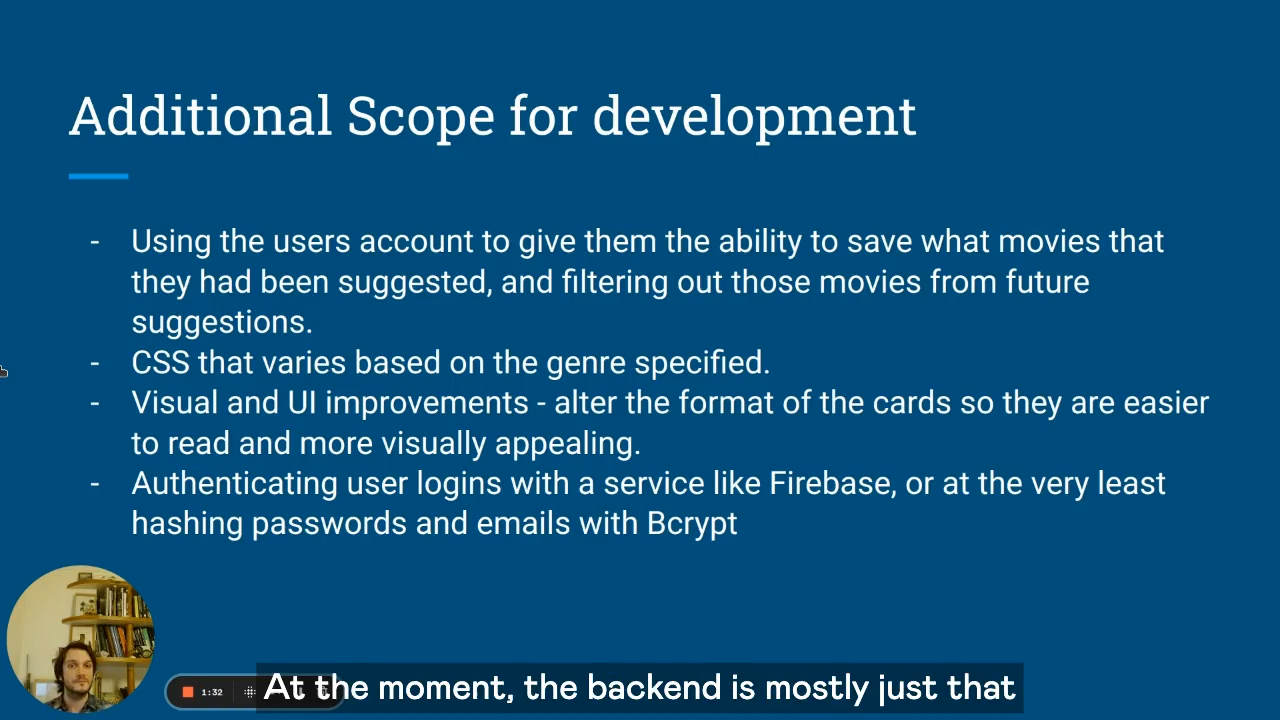 Additional Scope for development
- Using the users account to give them the ability to save what movies that
they had been suggested, and filtering out those movies from future
suggestions.
- CSS that varies based on the genre specified.
- Visual and UI improvements - alter the format of the cards so they are easier
to read and more visually appealing.
- Authenticating user logins with a service like Firebase, or at the very least
hashing passwords and emails with Bcrypt
1:32
At the moment, the backend is mostly just that